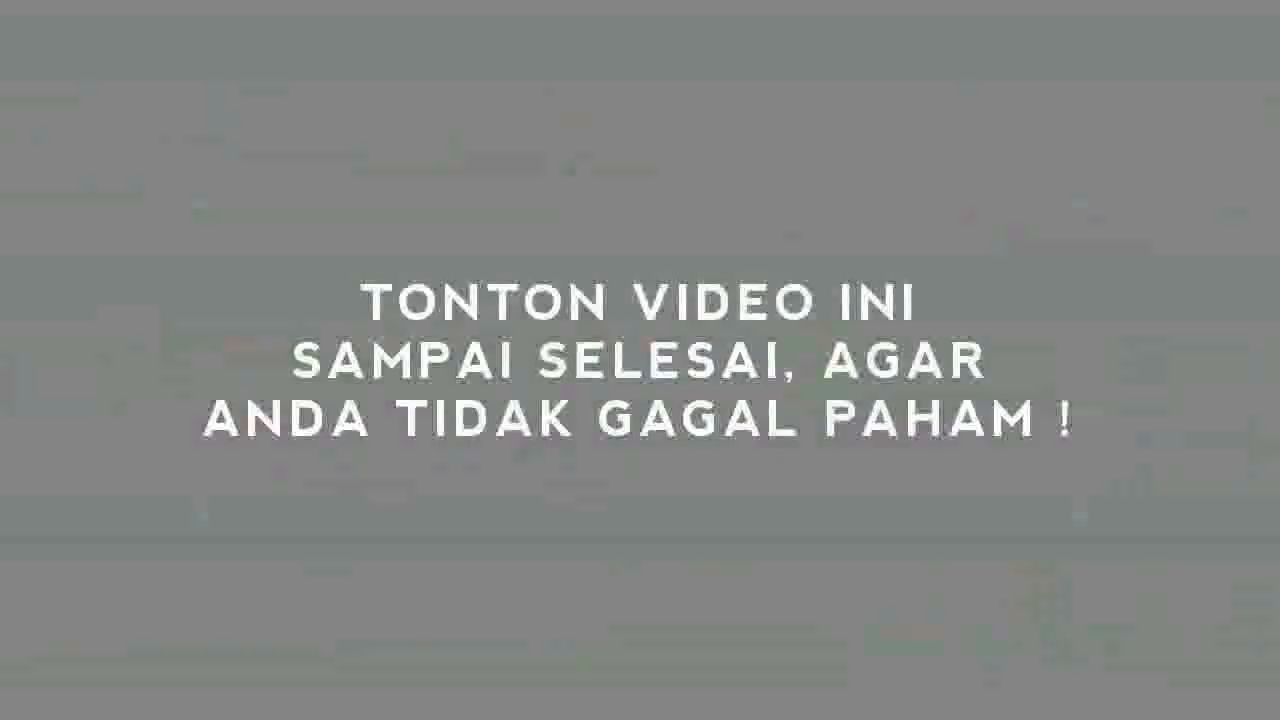 TONTON VIDEO INI
SAMPAI SELESAI, AGAR
ANDA TIDAK GAGAL PAHAM !